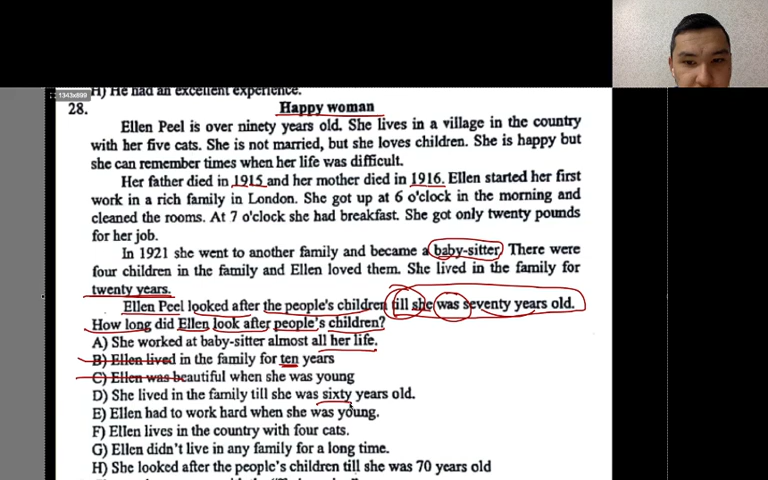 H) He had an excellent experience.
1343x899
28.
Happy woman
Ellen Peel is over ninety years old. She lives in a village in the country
with her five cats. She is not married, but she loves children. She is happy but
she can remember times when her life was difficult.
Her father died in 1915 and her mother died in 1916. Ellen started her first
work in a rich family in London. She got up at 6 o'clock in the morning and
cleaned the rooms. At 7 o'clock she had breakfast. She got only twenty pounds
for her job.
In 1921 she went to another family and became a baby-sitter. There were
four children in the family and Ellen loved them. She lived in the family for
twenty years.
Ellen Peel looked after the people's children till she was seventy years old.
How long did Ellen look after people's children?
A) She worked at baby-sitter almost all her life.
B) Ellen lived in the family for ten years
C) Ellen was beautiful when she was young
D) She lived in the family till she was sixty years old.
E) Ellen had to work hard when she was young.
F) Ellen lives in the country with four cats.
G) Ellen didn't live in any family for a long time.
H) She looked after the people's children till she was 70 years old